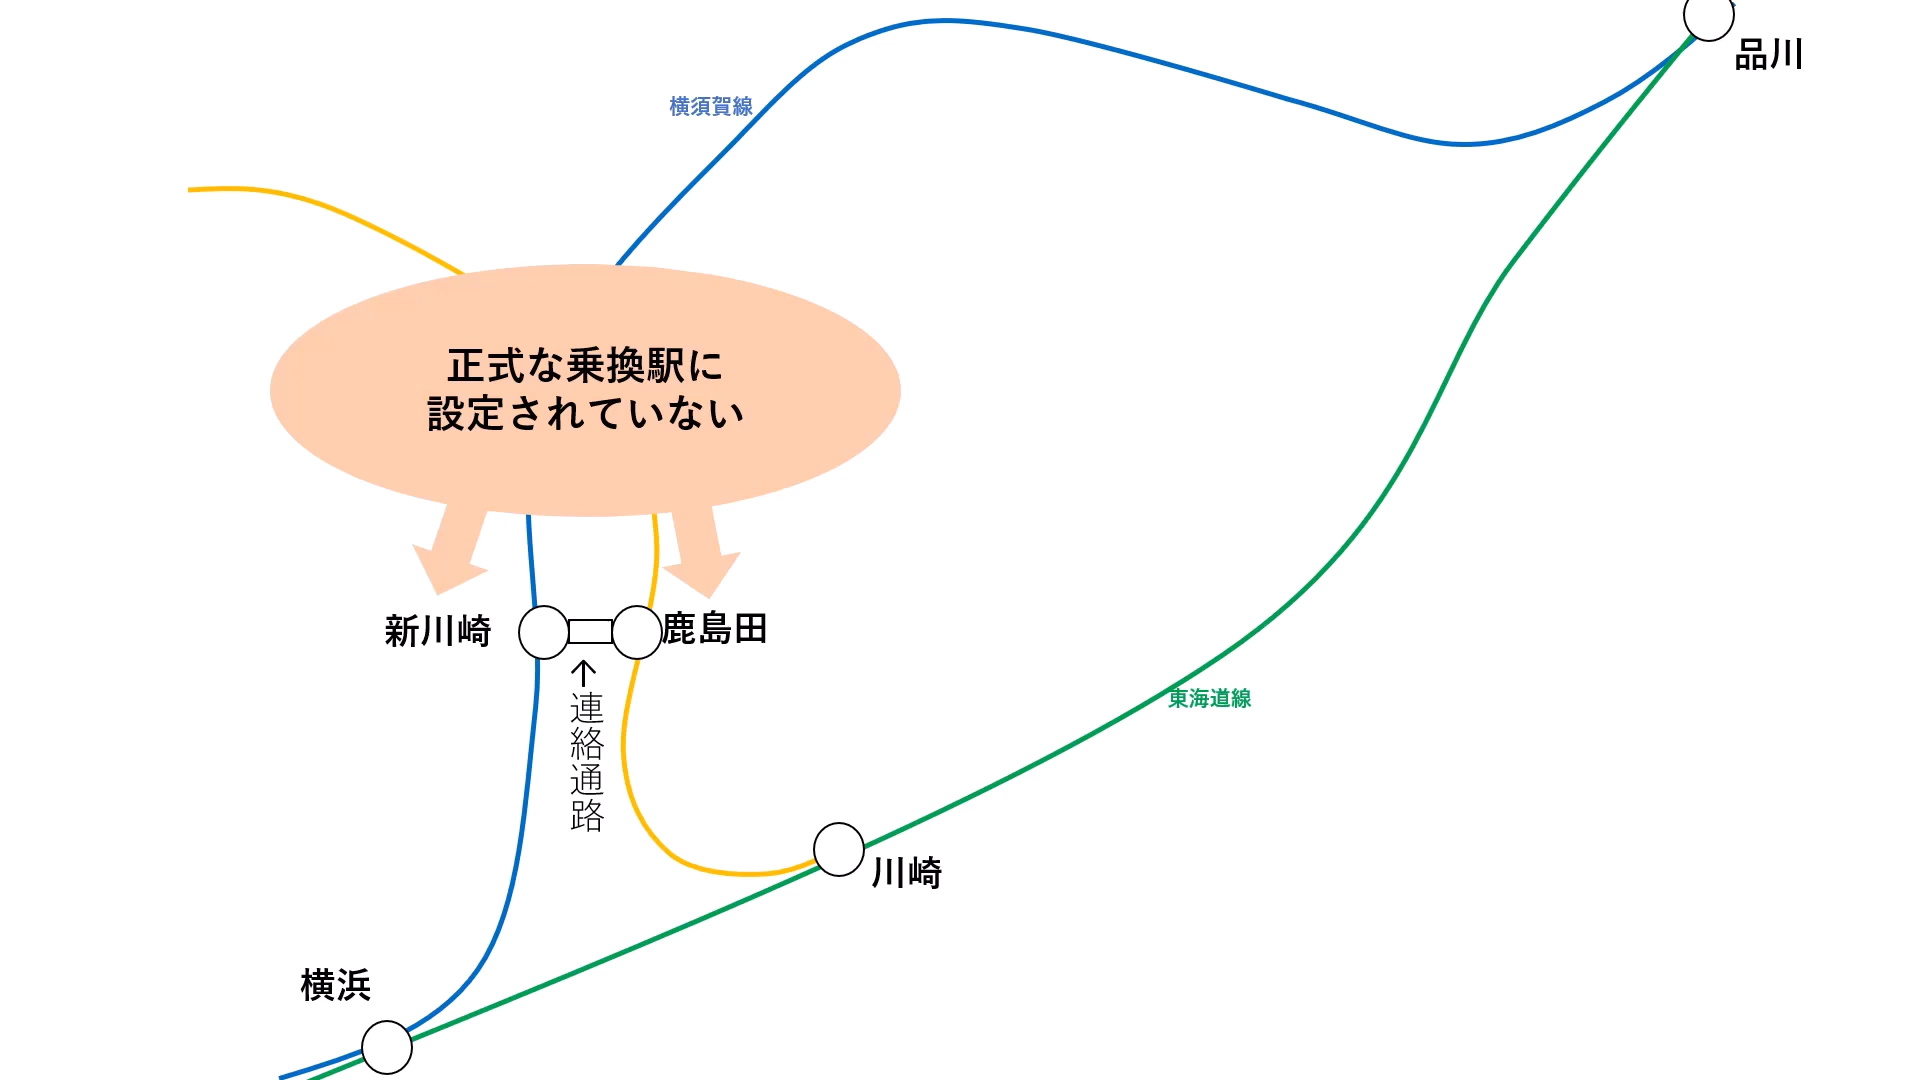 品川
横須賀線
正式な乗換駅に
設定されていない
新川崎
鹿島田
↑連絡通路
東海道線
川崎
横浜